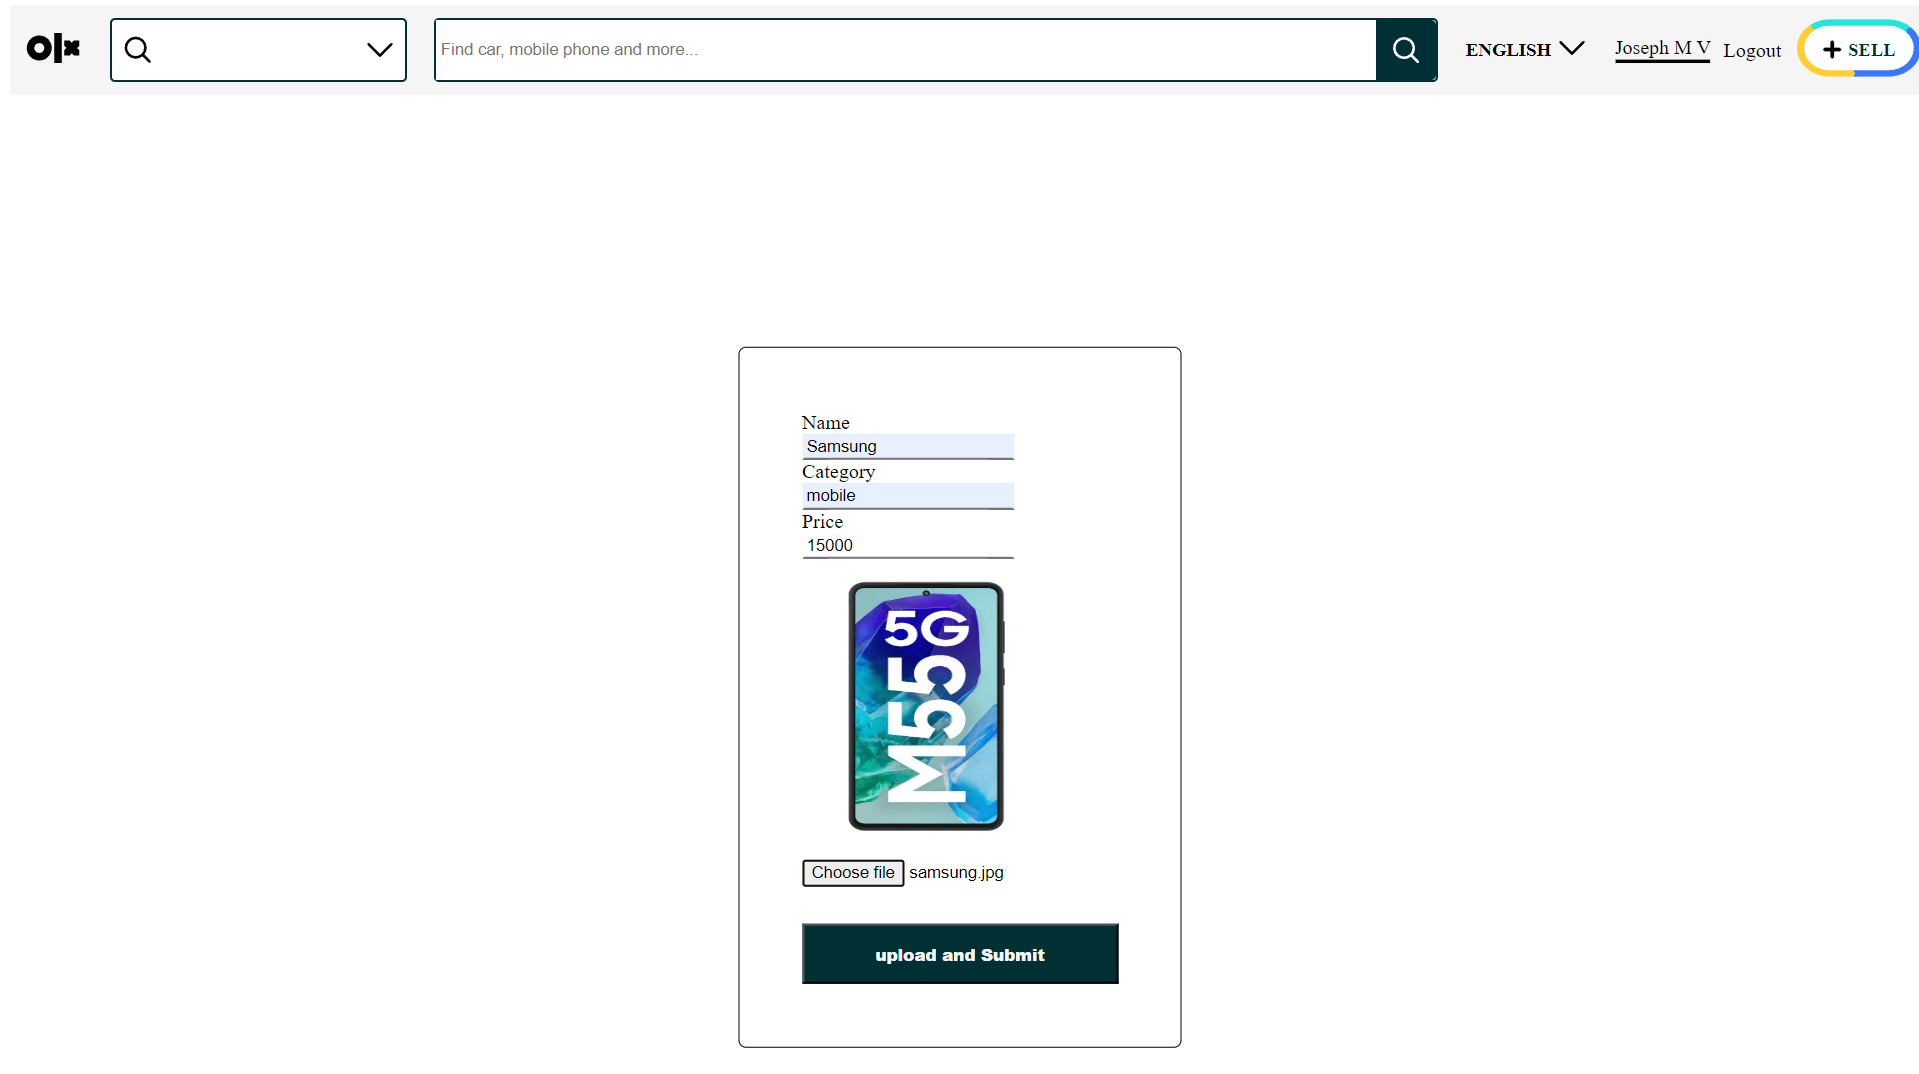 olx
Find car, mobile phone and more...
ENGLISH
Joseph M V
Logout
+ SELL
Name
Samsung
Category
mobile
Price
15000
5G
M55
Choose file samsung.jpg
upload and Submit